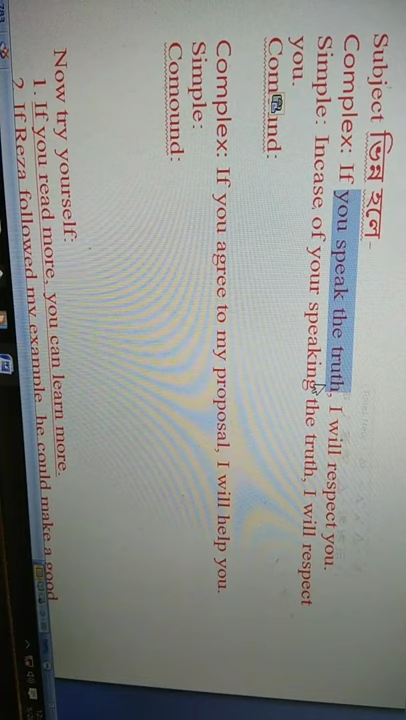 Subject ভিন্ন হলে-
Complex: If you speak the truth, I will respect you.
Simple: Incase of your speaking the truth, I will respect
you.
Com ind:
Complex: If you agree to my proposal, I will help you.
Simple:
Comound:
Now try yourself:
1. If you read more, you can learn more.
2. If Reza followed my example, he could make a good